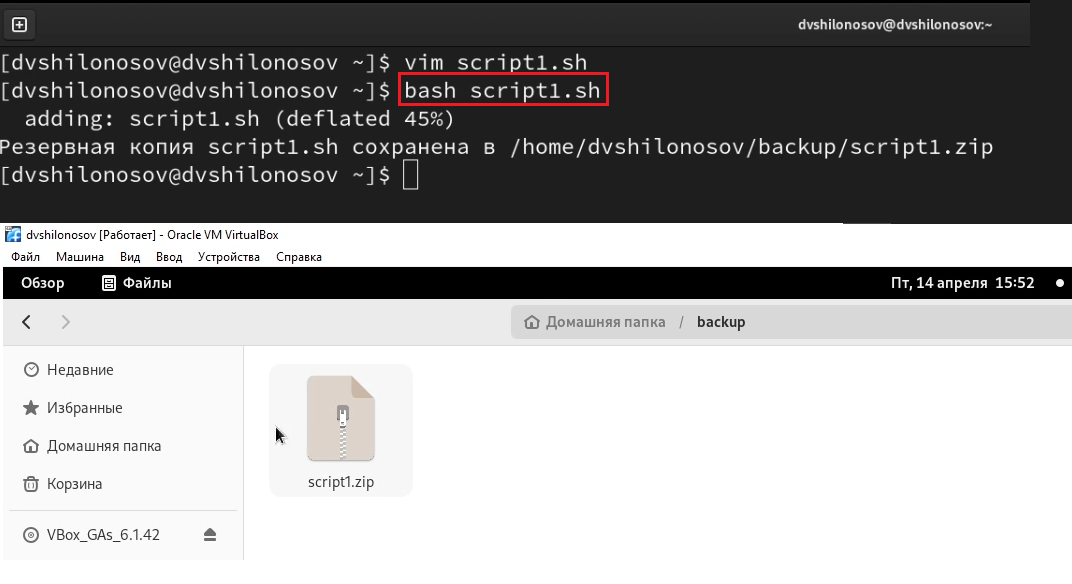 dvshilonosov@dvshilonosov:~
[dvshilonosov@dvshilonosov ~]$ vim script1.sh
[dvshilonosov@dvshilonosov ~]$ bash script1.sh
  adding: script1.sh (deflated 45%)
Резервная копия script1.sh сохранена в /home/dvshilonosov/backup/script1.zip
[dvshilonosov@dvshilonosov ~]$
dvshilonosov [Работает] - Oracle VM VirtualBox
Файл Машина Вид Ввод Устройства Справка
Обзор Файлы Пт, 14 апреля 15:52
Домашняя папка / backup
Недавние
Избранные
Домашняя папка
Корзина
VBox_GAs_6.1.42
script1.zip